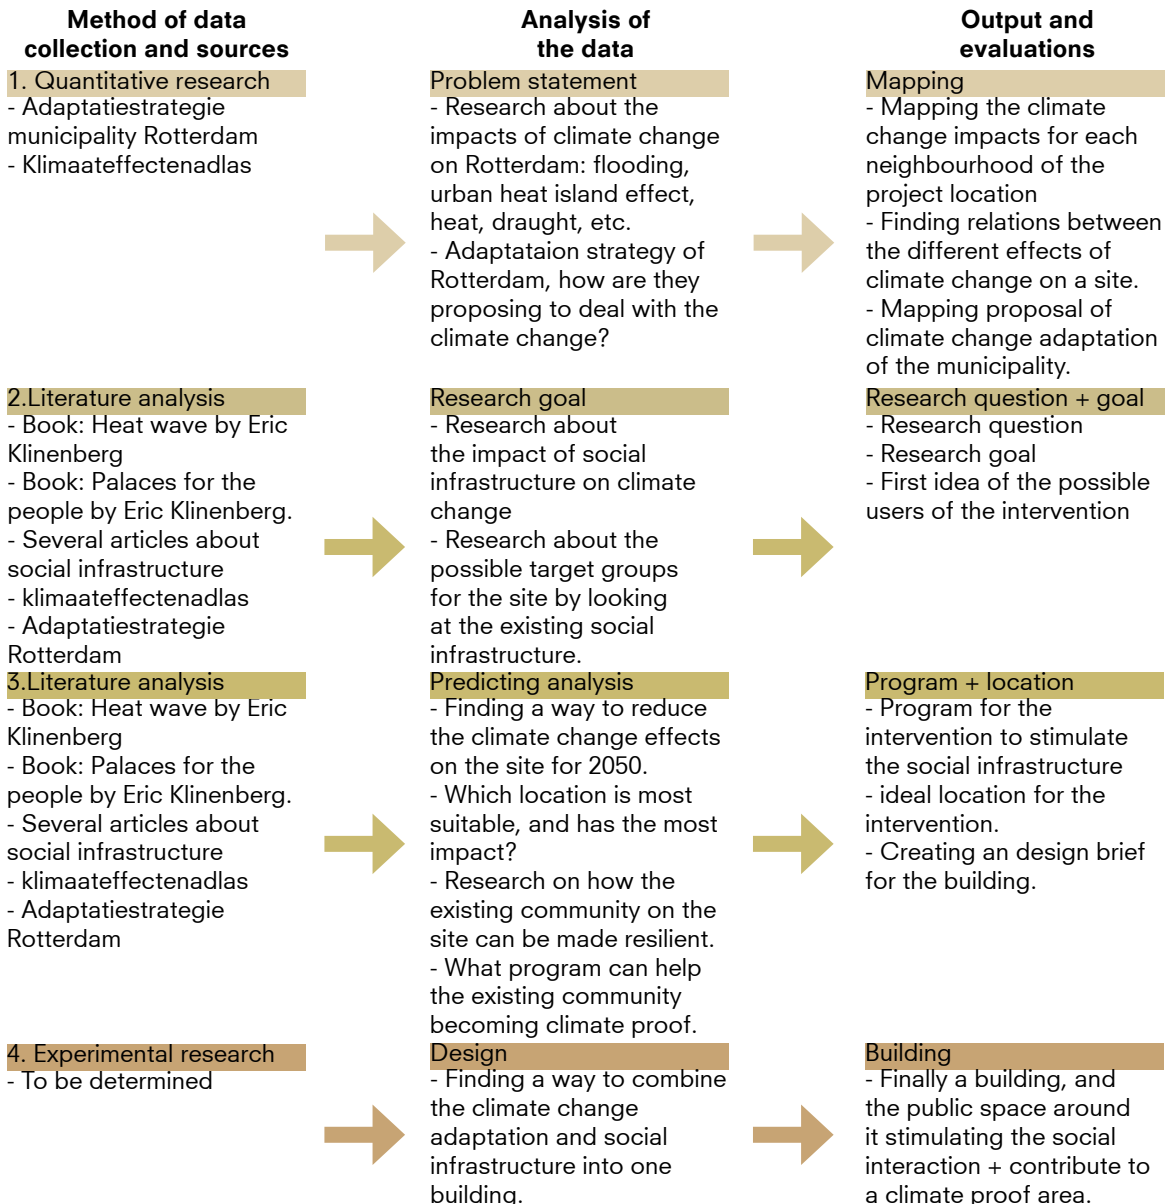 Method of data
collection and sources
Analysis of
the data
Output and
evaluations
1. Quantitative research
- Adaptatiestrategie
municipality Rotterdam
- Klimaateffectenadlas
Problem statement
- Research about the
impacts of climate change
on Rotterdam: flooding,
urban heat island effect,
heat, draught, etc.
- Adaptataion strategy of
Rotterdam, how are they
proposing to deal with the
climate change?
Mapping
- Mapping the climate
change impacts for each
neighbourhood of the
project location
- Finding relations between
the different effects of
climate change on a site.
- Mapping proposal of
climate change adaptation
of the municipality.
2.Literature analysis
- Book: Heat wave by Eric
Klinenberg
- Book: Palaces for the
people by Eric Klinenberg.
- Several articles about
social infrastructure
- klimaateffectenadlas
- Adaptatiestrategie
Rotterdam
Research goal
- Research about
the impact of social
infrastructure on climate
change
- Research about the
possible target groups
for the site by looking
at the existing social
infrastructure.
Research question + goal
- Research question
- Research goal
- First idea of the possible
users of the intervention
3.Literature analysis
- Book: Heat wave by Eric
Klinenberg
- Book: Palaces for the
people by Eric Klinenberg.
- Several articles about
social infrastructure
- klimaateffectenadlas
- Adaptatiestrategie
Rotterdam
Predicting analysis
- Finding a way to reduce
the climate change effects
on the site for 2050.
- Which location is most
suitable, and has the most
impact?
- Research on how the
existing community on the
site can be made resilient.
- What program can help
the existing community
becoming climate proof.
Program + location
- Program for the
intervention to stimulate
the social infrastructure
- ideal location for the
intervention.
- Creating an design brief
for the building.
4. Experimental research
- To be determined
Design
- Finding a way to combine
the climate change
adaptation and social
infrastructure into one
building.
Building
- Finally a building, and
the public space around
it stimulating the social
interaction + contribute to
a climate proof area.